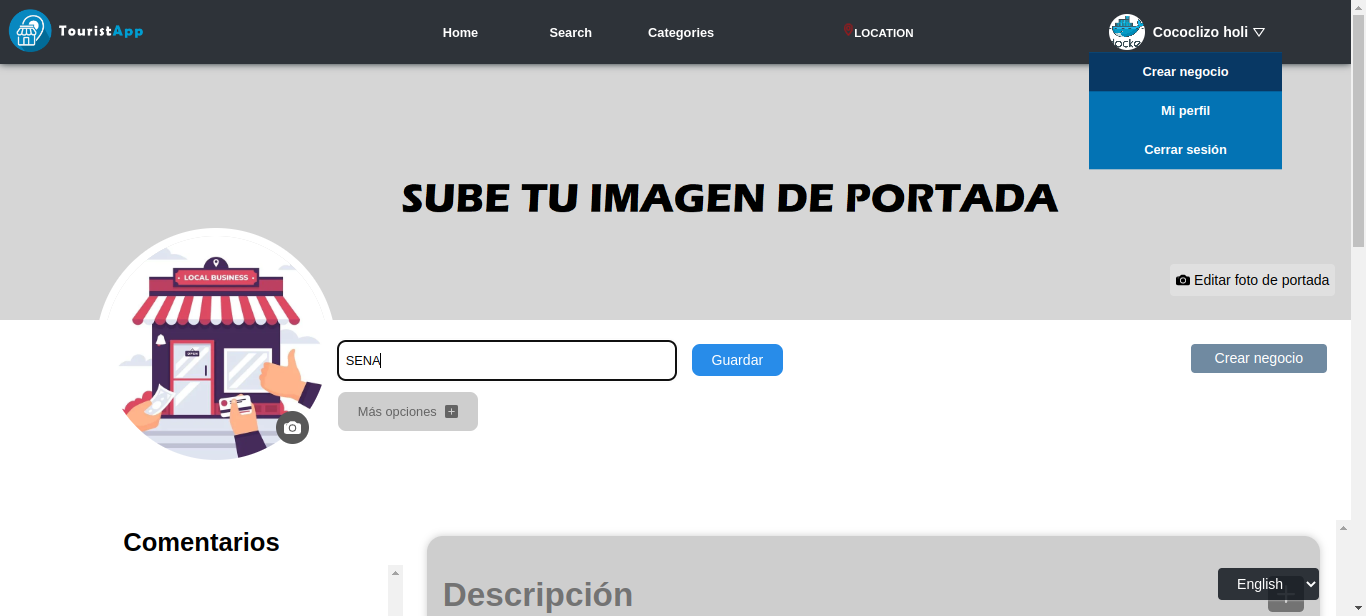 TouristApp
Home
Search
Categories
LOCATION
Cococlizo holi
Crear negocio
Mi perfil
Cerrar sesión
SUBE TU IMAGEN DE PORTADA
LOCAL BUSINESS
OPEN
Editar foto de portada
SENA
Guardar
Crear negocio
Más opciones
Comentarios
Descripción
English